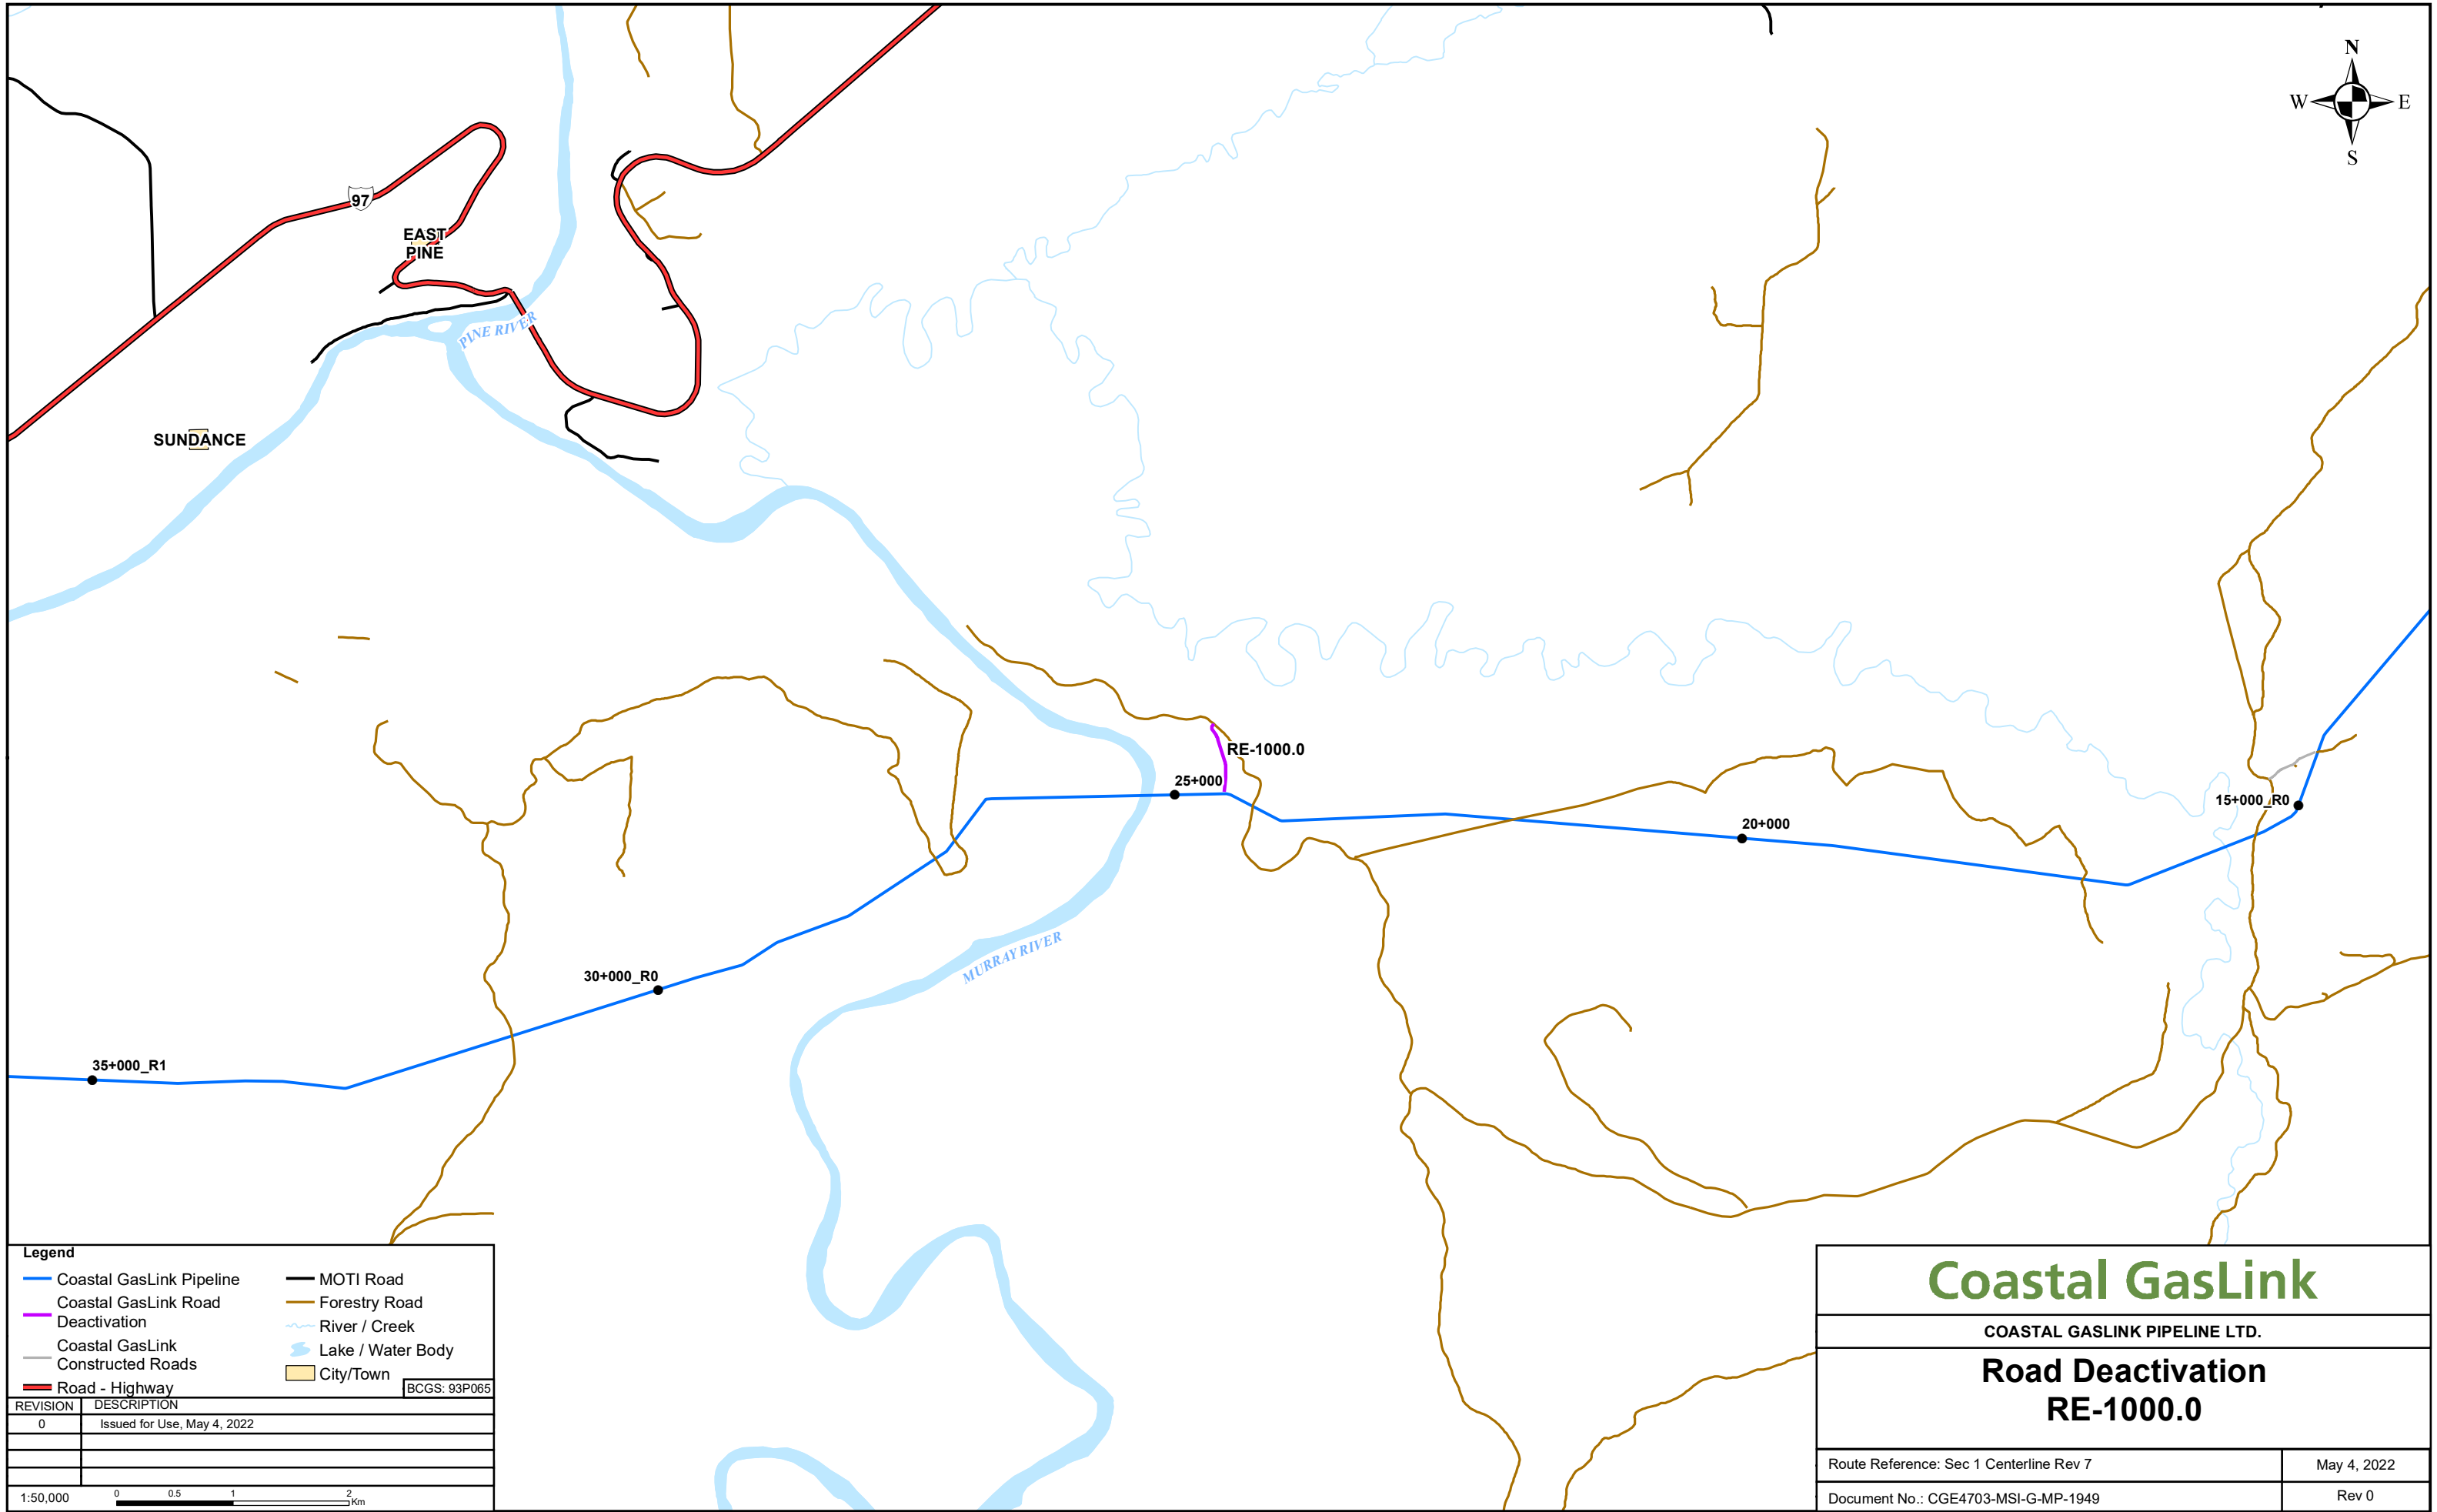 N
W
E
S
97
EAST
PINE
PINE RIVER
SUNDANCE
RE-1000.0
25+000
20+000
15+000_R0
MURRAY RIVER
30+000_R0
35+000_R1
Legend
Coastal GasLink Pipeline
Coastal GasLink Road
Deactivation
Coastal GasLink
Constructed Roads
Road - Highway
MOTI Road
Forestry Road
River / Creek
Lake / Water Body
City/Town
BCGS: 93P065
REVISION DESCRIPTION
0 Issued for Use, May 4, 2022
1:50,000 0 0.5 1 2 Km
Coastal GasLink
COASTAL GASLINK PIPELINE LTD.
Road Deactivation
RE-1000.0
Route Reference: Sec 1 Centerline Rev 7 May 4, 2022
Document No.: CGE4703-MSI-G-MP-1949 Rev 0